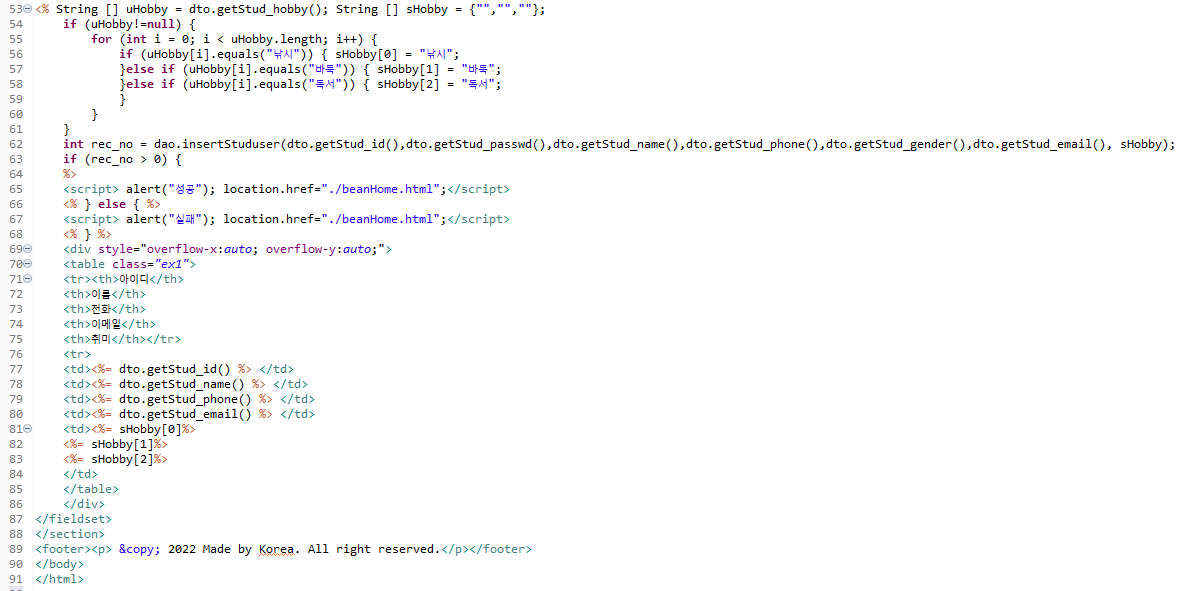 53 <% String [] uHobby = dto.getStud_hobby(); String [] sHobby = {"","",""};
54 if (uHobby!=null) {
55 for (int i = 0; i < uHobby.length; i++) {
56 if (uHobby[i].equals("낚시")) { sHobby[0] = "낚시";
57 }else if (uHobby[i].equals("바둑")) { sHobby[1] = "바둑";
58 }else if (uHobby[i].equals("독서")) { sHobby[2] = "독서";
59 }
60 }
61 }
62 int rec_no = dao.insertStuduser(dto.getStud_id(),dto.getStud_passwd(),dto.getStud_name(),dto.getStud_phone(),dto.getStud_gender(),dto.getStud_email(), sHobby);
63 if (rec_no > 0) {
64 %>
65 <script> alert("성공"); location.href="./beanHome.html";</script>
66 <% } else { %>
67 <script> alert("실패"); location.href="./beanHome.html";</script>
68 <% } %>
69 <div style="overflow-x:auto; overflow-y:auto;">
70 <table class="ex1">
71 <tr><th>아이디</th>
72 <th>이름</th>
73 <th>전화</th>
74 <th>이메일</th>
75 <th>취미</th></tr>
76 <tr>
77 <td><%= dto.getStud_id() %> </td>
78 <td><%= dto.getStud_name() %> </td>
79 <td><%= dto.getStud_phone() %> </td>
80 <td><%= dto.getStud_email() %> </td>
81 <td><%= sHobby[0]%>
82 <%= sHobby[1]%>
83 <%= sHobby[2]%>
84 </td>
85 </table>
86 </div>
87 </fieldset>
88 </section>
89 <footer><p> &copy; 2022 Made by Korea. All right reserved.</p></footer>
90 </body>
91 </html>